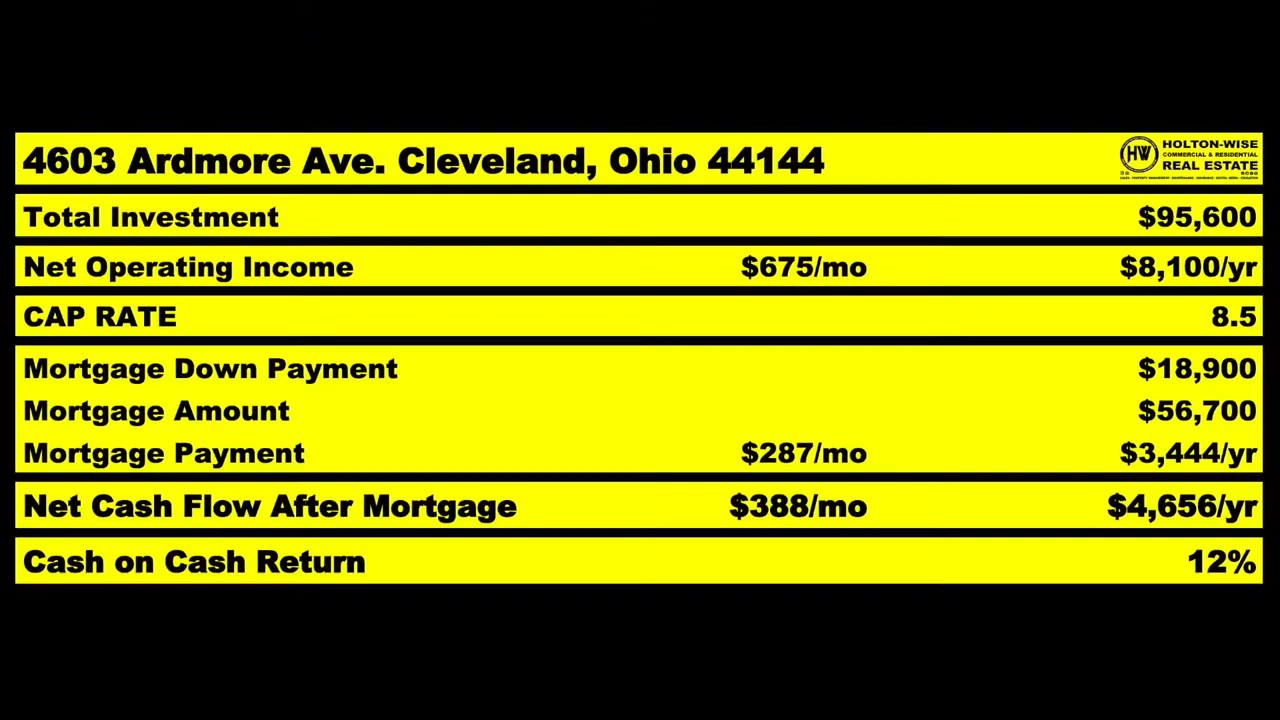 4603 Ardmore Ave. Cleveland, Ohio 44144
HW
HOLTON-WISE
COMMERCIAL & RESIDENTIAL
REAL ESTATE
Total Investment $95,600
Net Operating Income $675/mo $8,100/yr
CAP RATE 8.5
Mortgage Down Payment $18,900
Mortgage Amount $56,700
Mortgage Payment $287/mo $3,444/yr
Net Cash Flow After Mortgage $388/mo $4,656/yr
Cash on Cash Return 12%